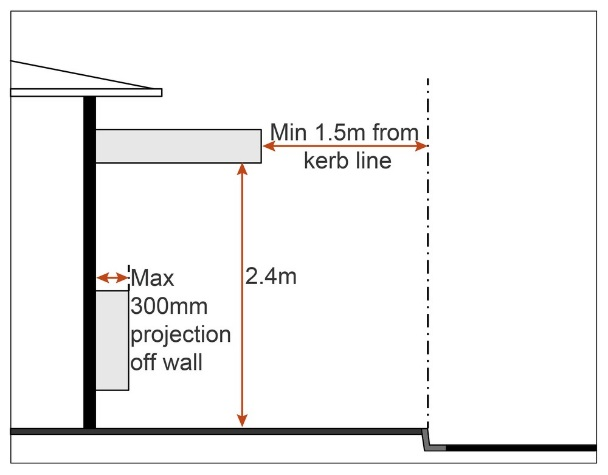 Min 1.5m from
kerb line
2.4m
Max
300mm
projection
off wall